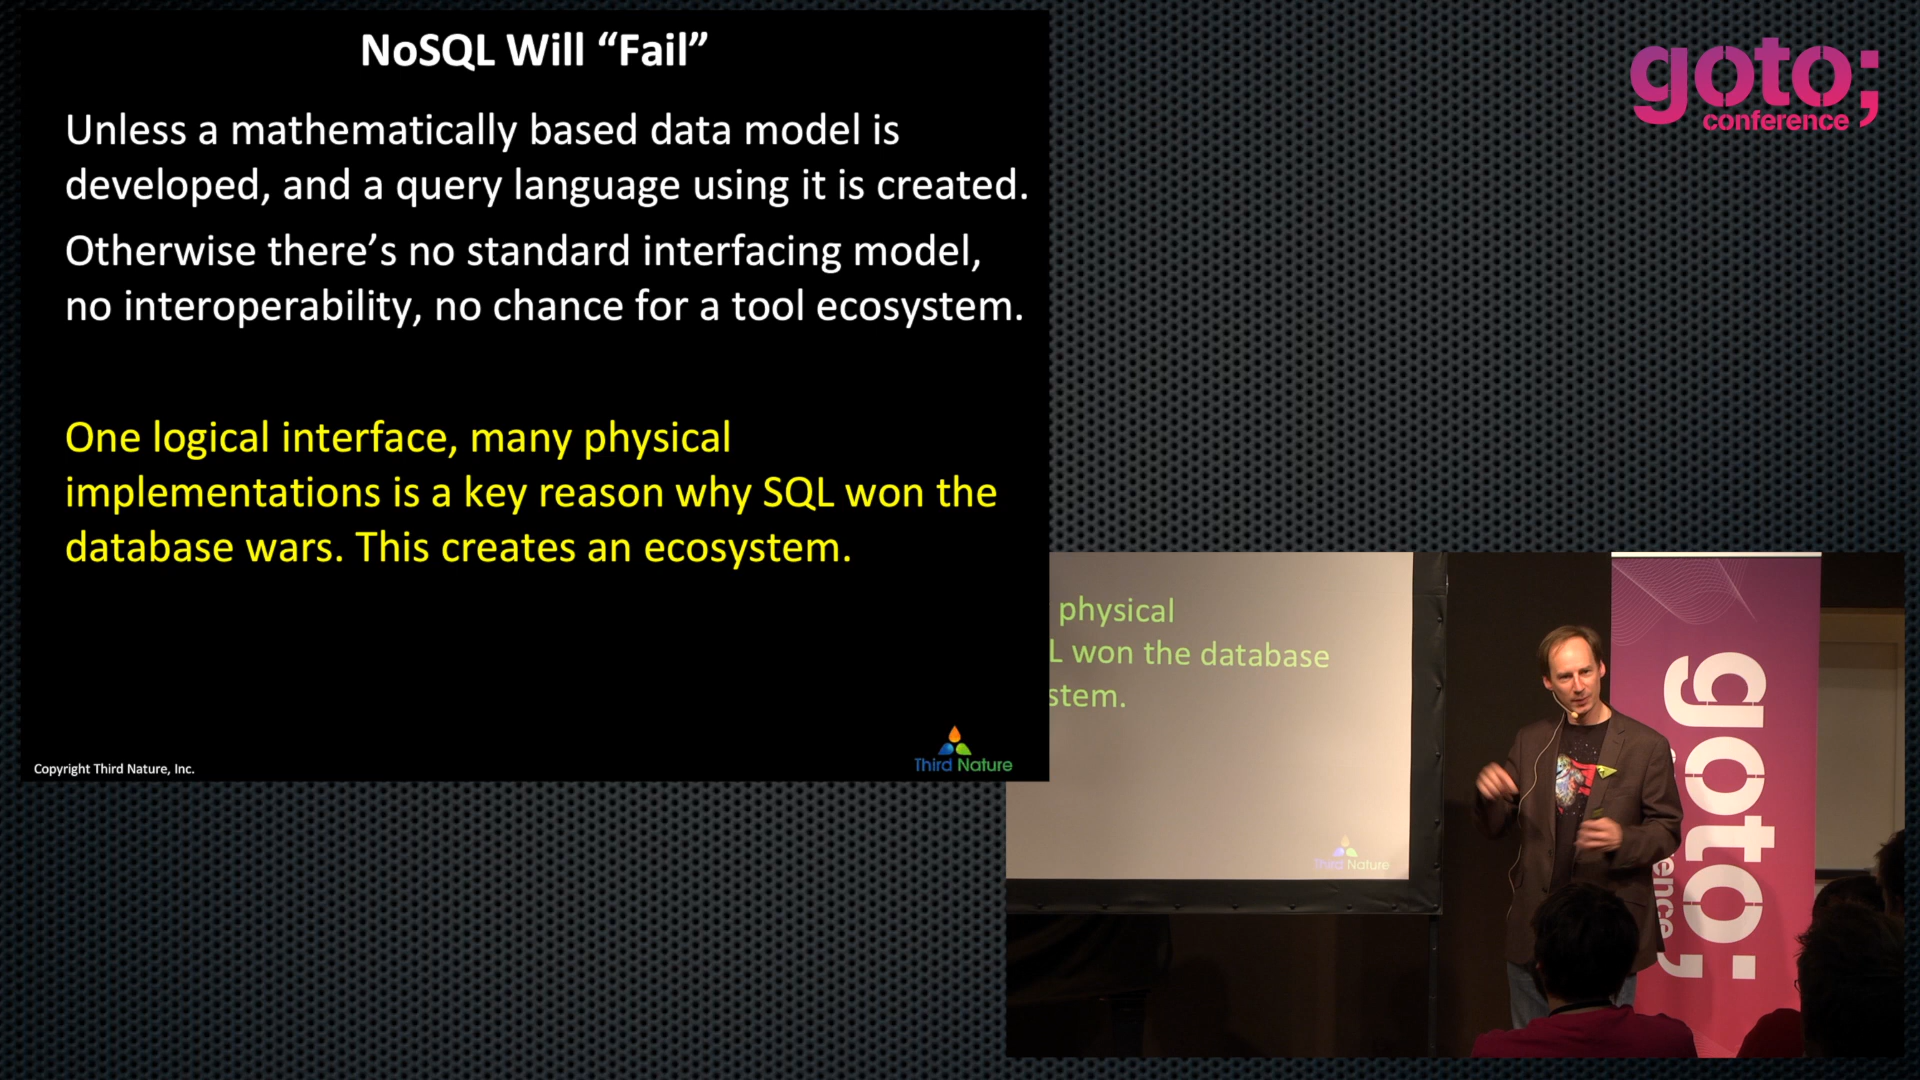 NoSQL Will “Fail”
Unless a mathematically based data model is
developed, and a query language using it is created.
Otherwise there’s no standard interfacing model,
no interoperability, no chance for a tool ecosystem.
One logical interface, many physical
implementations is a key reason why SQL won the
database wars. This creates an ecosystem.
Copyright Third Nature, Inc.
Third Nature
goto;
conference
physical
L won the database
stem.
Third Nature
goto;
ence